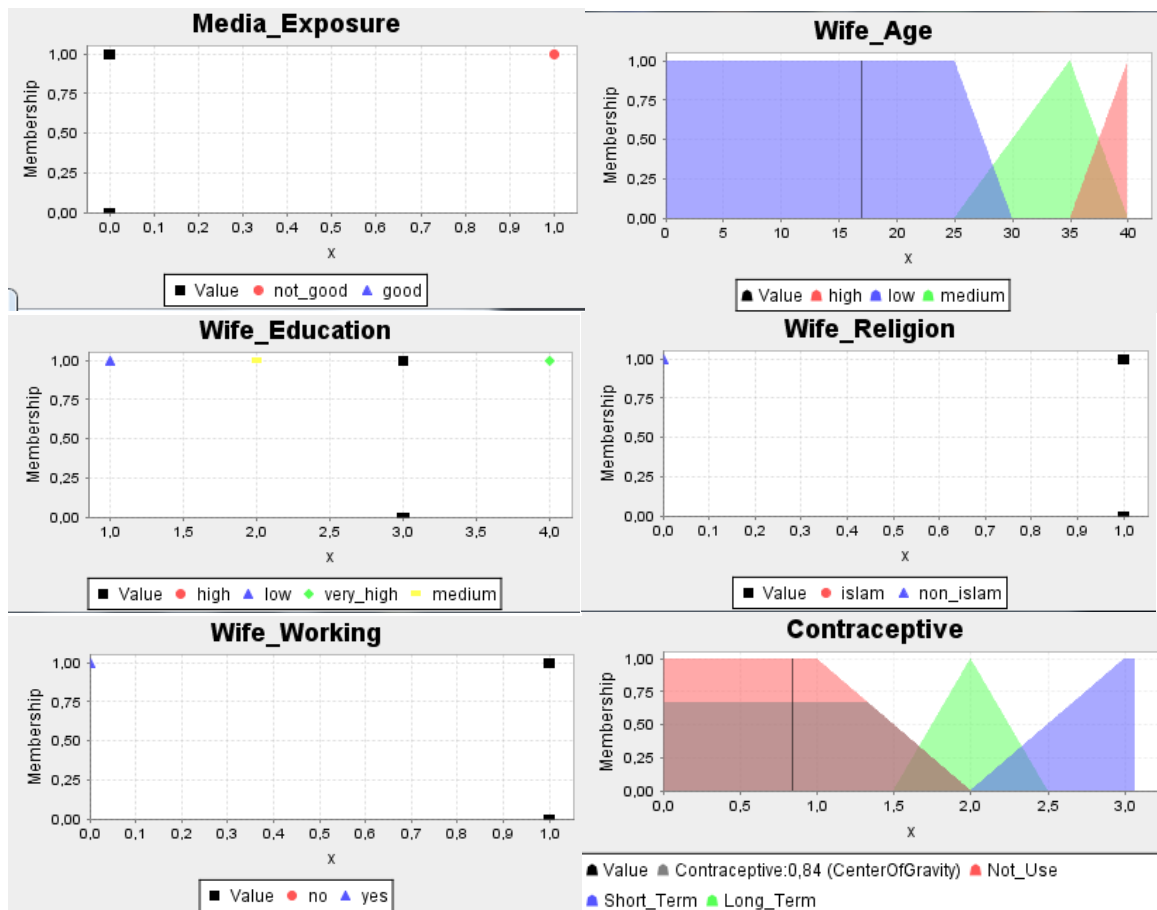 Media_Exposure
Membership
1,00
0,75
0,50
0,25
0,00
0,0 0,1 0,2 0,3 0,4 0,5 0,6 0,7 0,8 0,9 1,0
x
Value not_good good
Wife_Age
Membership
1,00
0,75
0,50
0,25
0,00
0 5 10 15 20 25 30 35 40
x
Value high low medium
Wife_Education
Membership
1,00
0,75
0,50
0,25
0,00
1,0 1,5 2,0 2,5 3,0 3,5 4,0
x
Value high low very_high medium
Wife_Religion
Membership
1,00
0,75
0,50
0,25
0,00
0,0 0,1 0,2 0,3 0,4 0,5 0,6 0,7 0,8 0,9 1,0
x
Value islam non_islam
Wife_Working
Membership
1,00
0,75
0,50
0,25
0,00
0,0 0,1 0,2 0,3 0,4 0,5 0,6 0,7 0,8 0,9 1,0
x
Value no yes
Contraceptive
Membership
1,00
0,75
0,50
0,25
0,00
0,0 0,5 1,0 1,5 2,0 2,5 3,0
x
Value Contraceptive:0,84 (CenterOfGravity) Not_Use
Short_Term Long_Term